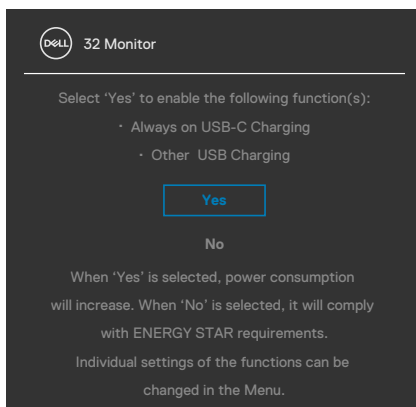 DELL 32 Monitor
Select ‘Yes’ to enable the following function(s):
· Always on USB-C Charging
· Other USB Charging
Yes
No
When ‘Yes’ is selected, power consumption
will increase. When ‘No’ is selected, it will comply
with ENERGY STAR requirements.
Individual settings of the functions can be
changed in the Menu.